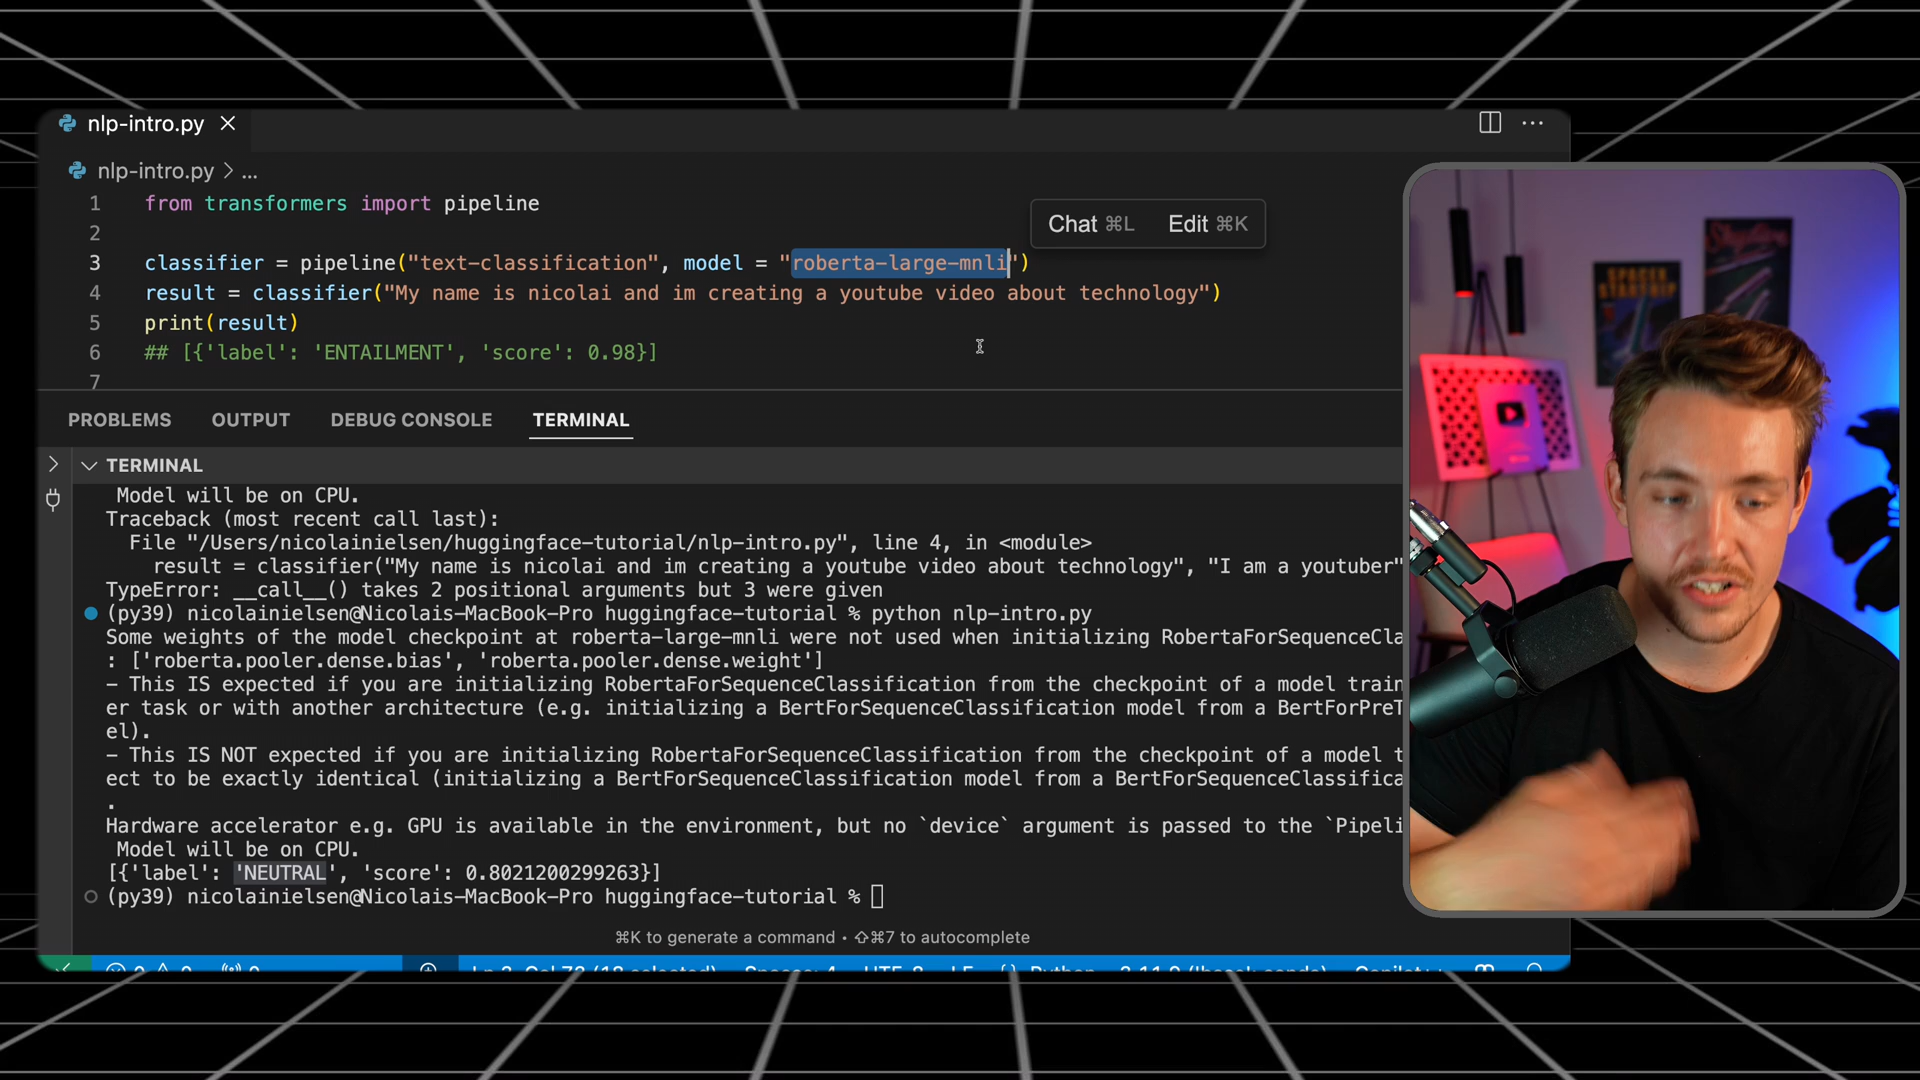 nlp-intro.py
nlp-intro.py > ...
1 from transformers import pipeline
2
3 classifier = pipeline("text-classification", model = "roberta-large-mnli")
4 result = classifier("My name is nicolai and im creating a youtube video about technology")
5 print(result)
6 ## [{'label': 'ENTAILMENT', 'score': 0.98}]
7
Chat ⌘L Edit ⌘K
PROBLEMS OUTPUT DEBUG CONSOLE TERMINAL
TERMINAL
Model will be on CPU.
Traceback (most recent call last):
File "/Users/nicolainielsen/huggingface-tutorial/nlp-intro.py", line 4, in <module>
result = classifier("My name is nicolai and im creating a youtube video about technology", "I am a youtuber"
TypeError: __call__() takes 2 positional arguments but 3 were given
(py39) nicolainielsen@Nicolais-MacBook-Pro huggingface-tutorial % python nlp-intro.py
Some weights of the model checkpoint at roberta-large-mnli were not used when initializing RobertaForSequenceCla
: ['roberta.pooler.dense.bias', 'roberta.pooler.dense.weight']
- This IS expected if you are initializing RobertaForSequenceClassification from the checkpoint of a model train
er task or with another architecture (e.g. initializing a BertForSequenceClassification model from a BertForPreT
el).
- This IS NOT expected if you are initializing RobertaForSequenceClassification from the checkpoint of a model t
ect to be exactly identical (initializing a BertForSequenceClassification model from a BertForSequenceClassifica
.
Hardware accelerator e.g. GPU is available in the environment, but no `device` argument is passed to the `Pipeli
Model will be on CPU.
[{'label': 'NEUTRAL', 'score': 0.8021200299263}]
(py39) nicolainielsen@Nicolais-MacBook-Pro huggingface-tutorial %
⌘K to generate a command • ⇧⌘7 to autocomplete
SPACEX
STARSHIP